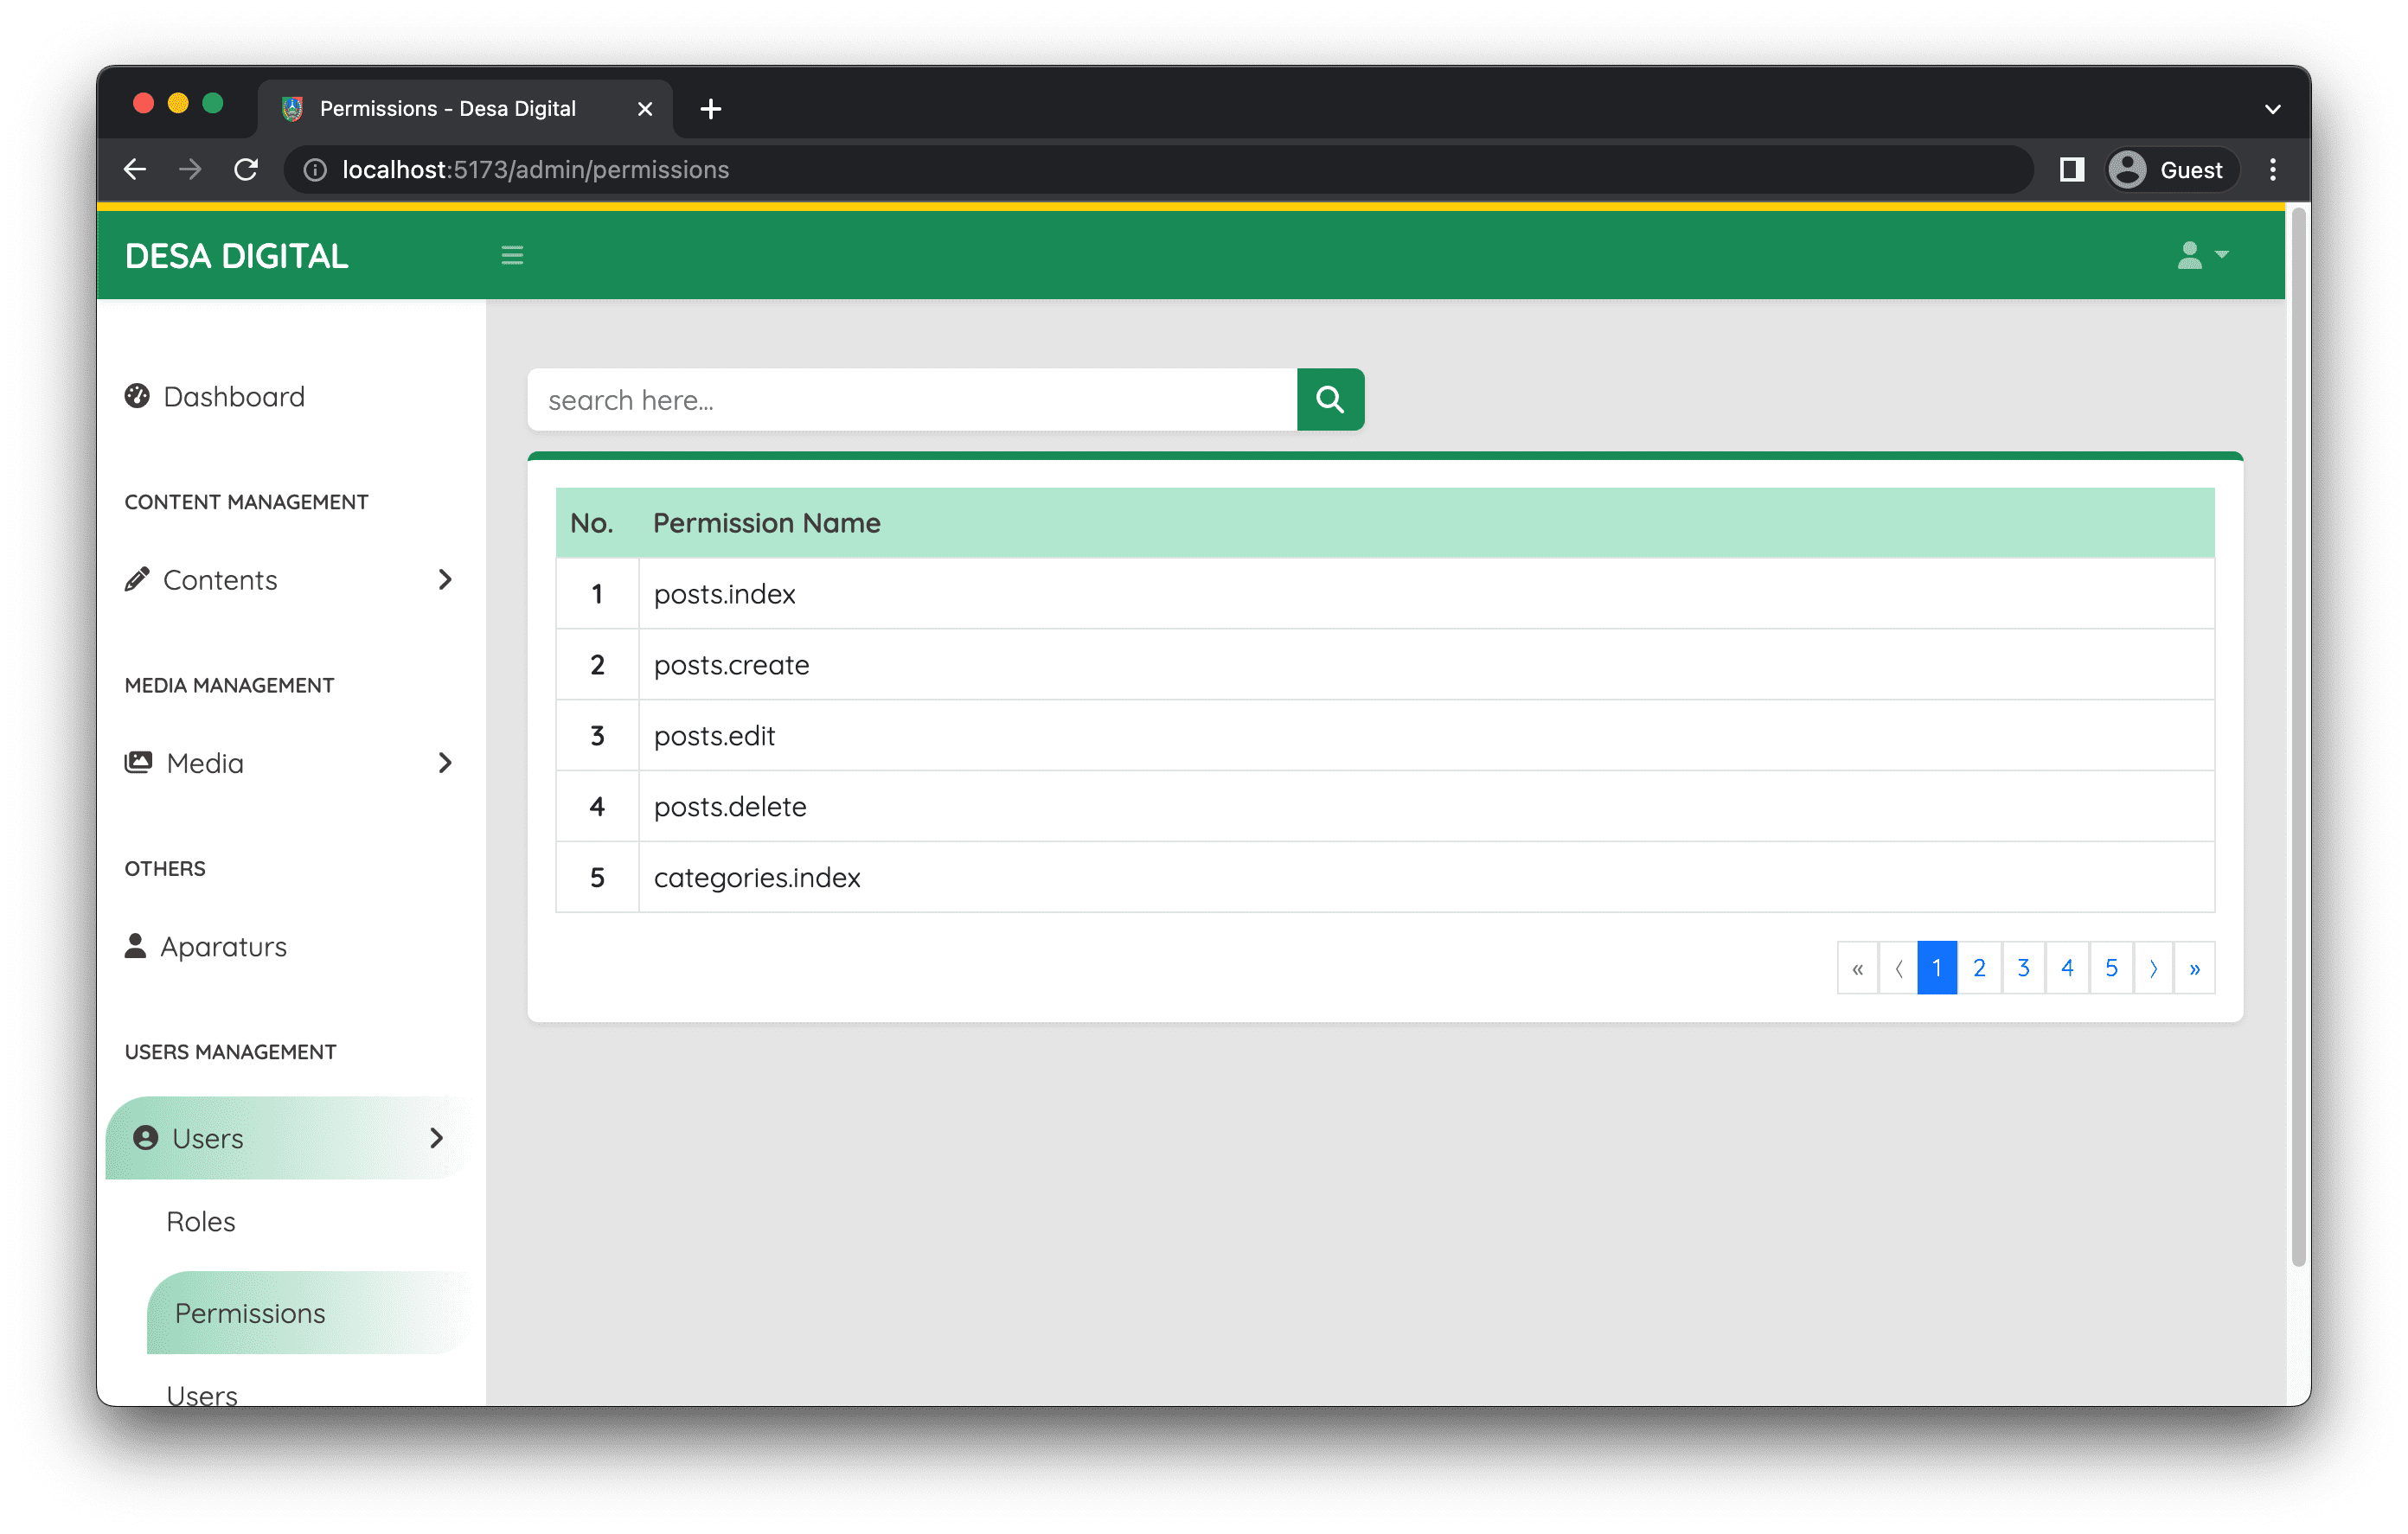 Permissions - Desa Digital
localhost:5173/admin/permissions
Guest
DESA DIGITAL
Dashboard
CONTENT MANAGEMENT
Contents
MEDIA MANAGEMENT
Media
OTHERS
Aparaturs
USERS MANAGEMENT
Users
Roles
Permissions
Users
search here...
No. Permission Name
1 posts.index
2 posts.create
3 posts.edit
4 posts.delete
5 categories.index
« ‹ 1 2 3 4 5 › »